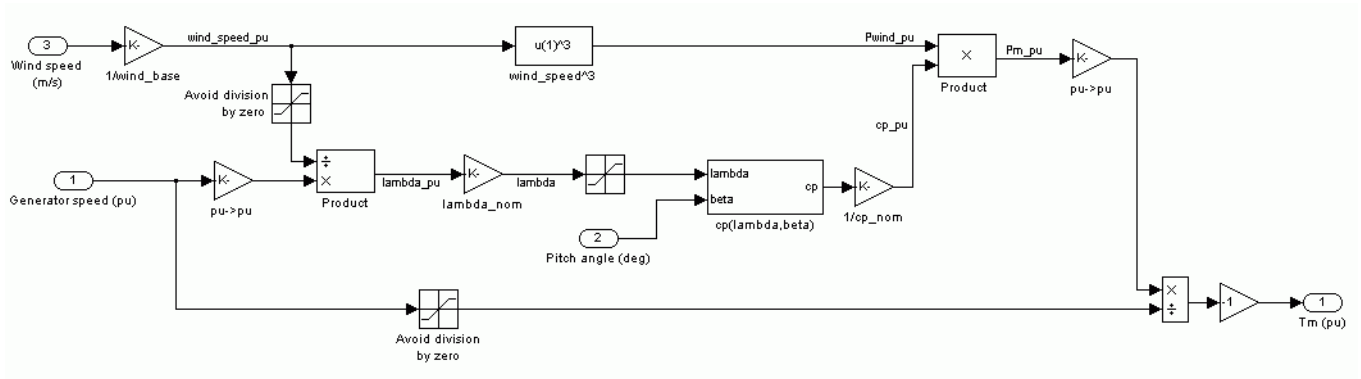 3
Wind speed
(m/s)
K-
1/wind_base
wind_speed_pu
u(1)^3
wind_speed^3
Pwind_pu
×
Product
Pm_pu
K-
pu->pu
Avoid division
by zero
cp_pu
1
Generator speed (pu)
K-
pu->pu
÷
×
Product
lambda_pu
K-
lambda_nom
lambda
lambda
beta
cp
cp(lambda,beta)
K-
1/cp_nom
2
Pitch angle (deg)
Avoid division
by zero
×
÷
-1
1
Tm (pu)